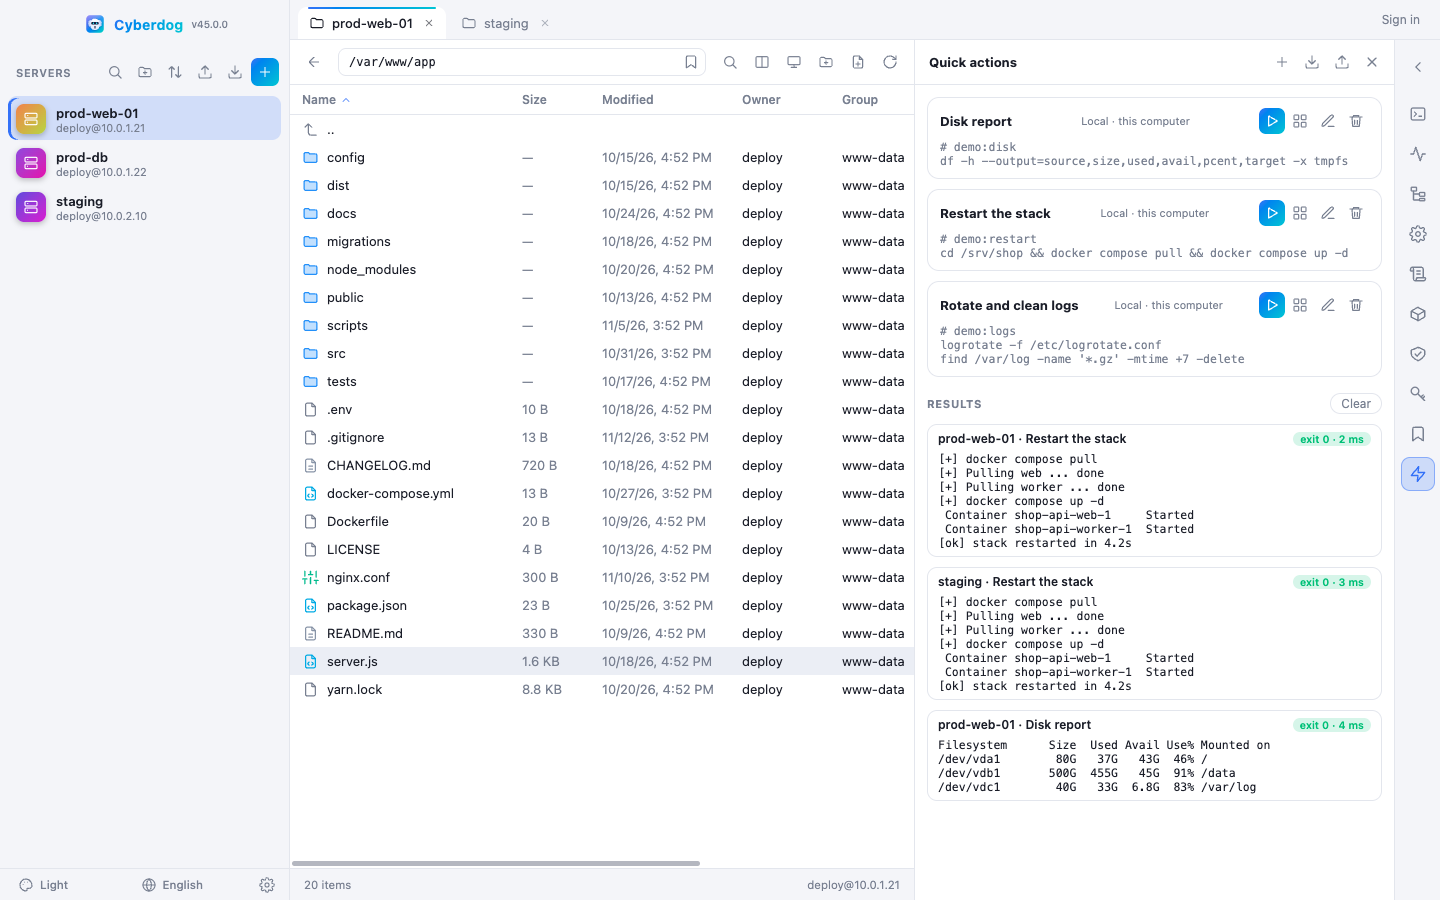 Cyberdog v45.0.0
SERVERS
prod-web-01
deploy@10.0.1.21
prod-db
deploy@10.0.1.22
staging
deploy@10.0.2.10
Light
English
prod-web-01
staging
Sign in
/var/www/app
Name Size Modified Owner Group
..
config — 10/15/26, 4:52 PM deploy www-data
dist — 10/15/26, 4:52 PM deploy www-data
docs — 10/24/26, 4:52 PM deploy www-data
migrations — 10/18/26, 4:52 PM deploy www-data
node_modules — 10/20/26, 4:52 PM deploy www-data
public — 10/13/26, 4:52 PM deploy www-data
scripts — 11/5/26, 3:52 PM deploy www-data
src — 10/31/26, 3:52 PM deploy www-data
tests — 10/17/26, 4:52 PM deploy www-data
.env 10 B 10/18/26, 4:52 PM deploy www-data
.gitignore 13 B 11/12/26, 3:52 PM deploy www-data
CHANGELOG.md 720 B 10/18/26, 4:52 PM deploy www-data
docker-compose.yml 13 B 10/27/26, 3:52 PM deploy www-data
Dockerfile 20 B 10/9/26, 4:52 PM deploy www-data
LICENSE 4 B 10/13/26, 4:52 PM deploy www-data
nginx.conf 300 B 11/10/26, 3:52 PM deploy www-data
package.json 23 B 10/25/26, 3:52 PM deploy www-data
README.md 330 B 10/9/26, 4:52 PM deploy www-data
server.js 1.6 KB 10/18/26, 4:52 PM deploy www-data
yarn.lock 8.8 KB 10/20/26, 4:52 PM deploy www-data
20 items
deploy@10.0.1.21
Quick actions
Disk report Local · this computer
# demo:disk
df -h --output=source,size,used,avail,pcent,target -x tmpfs
Restart the stack Local · this computer
# demo:restart
cd /srv/shop && docker compose pull && docker compose up -d
Rotate and clean logs Local · this computer
# demo:logs
logrotate -f /etc/logrotate.conf
find /var/log -name '*.gz' -mtime +7 -delete
RESULTS
Clear
prod-web-01 · Restart the stack exit 0 · 2 ms
[+] docker compose pull
[+] Pulling web ... done
[+] Pulling worker ... done
[+] docker compose up -d
Container shop-api-web-1 Started
Container shop-api-worker-1 Started
[ok] stack restarted in 4.2s
staging · Restart the stack exit 0 · 3 ms
[+] docker compose pull
[+] Pulling web ... done
[+] Pulling worker ... done
[+] docker compose up -d
Container shop-api-web-1 Started
Container shop-api-worker-1 Started
[ok] stack restarted in 4.2s
prod-web-01 · Disk report exit 0 · 4 ms
Filesystem Size Used Avail Use% Mounted on
/dev/vda1 80G 37G 43G 46% /
/dev/vdb1 500G 455G 45G 91% /data
/dev/vdc1 40G 33G 6.8G 83% /var/log